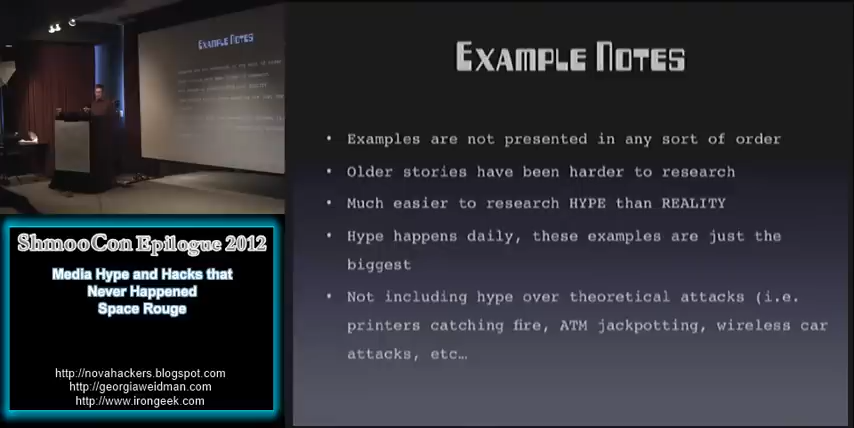 Example Notes
• Examples are not presented in any sort of order
• Older stories have been harder to research
• Much easier to research HYPE than REALITY
• Hype happens daily, these examples are just the
biggest
• Not including hype over theoretical attacks (i.e.
printers catching fire, ATM jackpotting, wireless car
attacks, etc…
Example Notes
ShmooCon Epilogue 2012
Media Hype and Hacks that
Never Happened
Space Rouge
http://novahackers.blogspot.com
http://georgiaweidman.com
http://www.irongeek.com